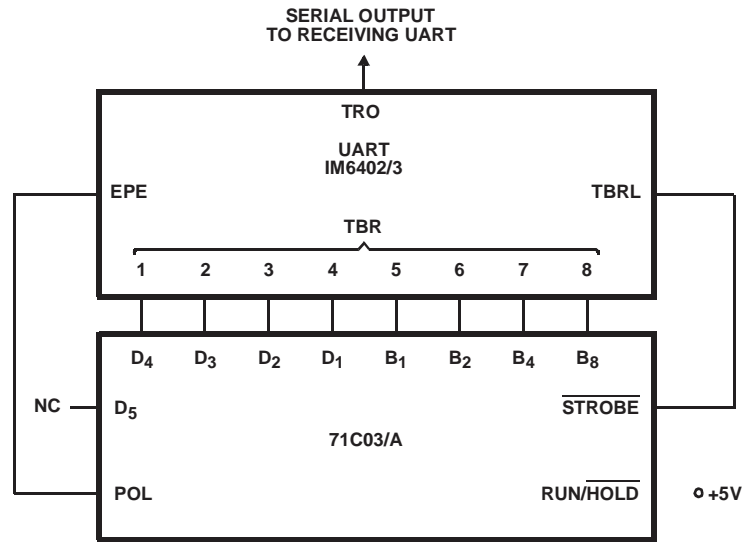 SERIAL OUTPUT
TO RECEIVING UART
TRO
UART
IM6402/3
EPE
TBRL
TBR
1 2 3 4 5 6 7 8
D4 D3 D2 D1 B1 B2 B4 B8
NC
D5
STROBE
71C03/A
POL
RUN/HOLD
+5V